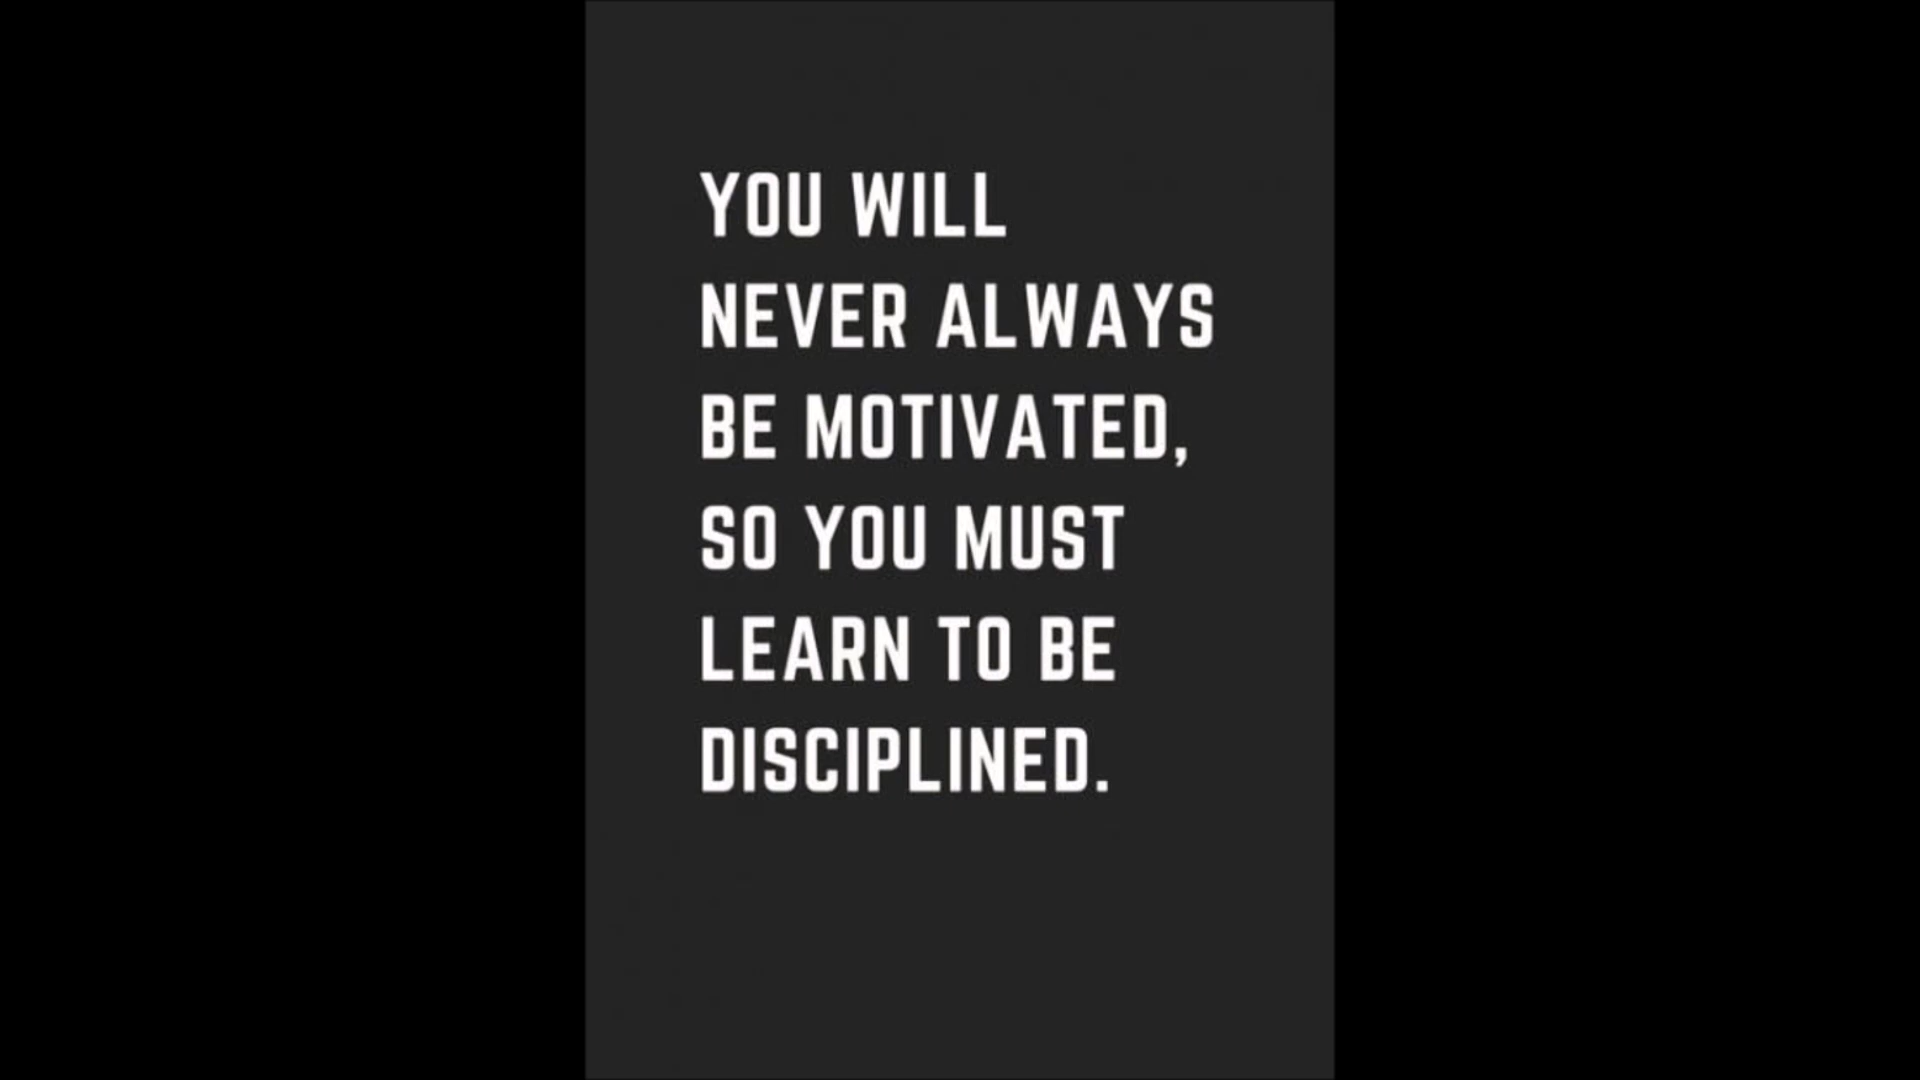 YOU WILL
NEVER ALWAYS
BE MOTIVATED,
SO YOU MUST
LEARN TO BE
DISCIPLINED.